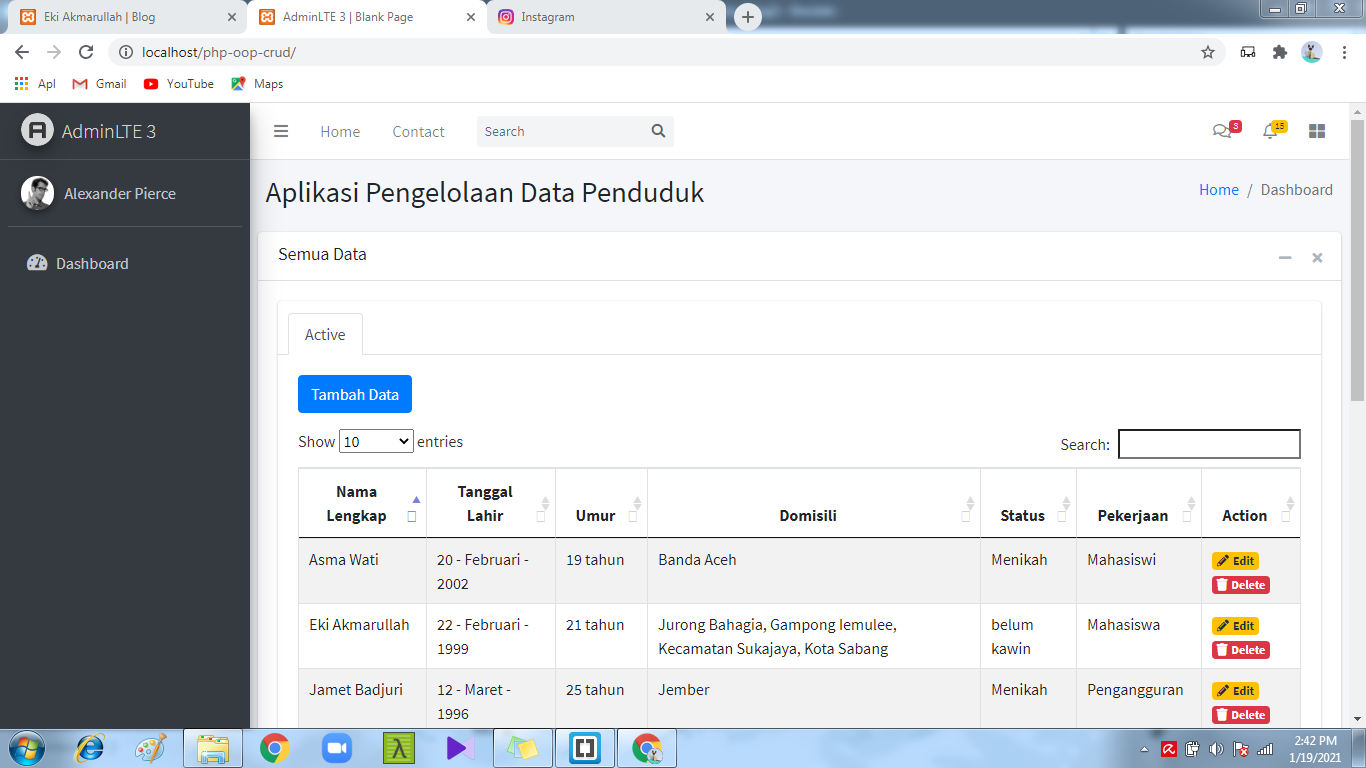 Eki Akmarullah | Blog
AdminLTE 3 | Blank Page
Instagram
localhost/php-oop-crud/
Apl
Gmail
YouTube
Maps
AdminLTE 3
Home
Contact
Search
3
15
Alexander Pierce
Aplikasi Pengelolaan Data Penduduk
Home / Dashboard
Dashboard
Semua Data
Active
Tambah Data
Show 10 entries
Search:
Nama Lengkap
Tanggal Lahir
Umur
Domisili
Status
Pekerjaan
Action
Asma Wati
20 - Februari -
2002
19 tahun
Banda Aceh
Menikah
Mahasiswi
Edit
Delete
Eki Akmarullah
22 - Februari -
1999
21 tahun
Jurong Bahagia, Gampong Iemulee,
Kecamatan Sukajaya, Kota Sabang
belum
kawin
Mahasiswa
Edit
Delete
Jamet Badjuri
12 - Maret -
1996
25 tahun
Jember
Menikah
Pengangguran
Edit
Delete
2:42 PM
1/19/2021